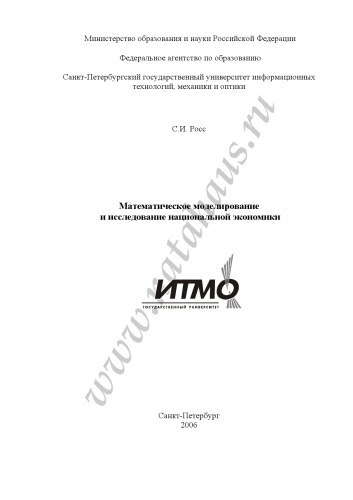 Министерство образования и науки Российской Федерации
Федеральное агентство по образованию
Санкт-Петербургский государственный университет информационных
технологий, механики и оптики
С.И. Росс
Математическое моделирование
и исследование национальной экономики
ИТМО
ГОСУДАРСТВЕННЫЙ УНИВЕРСИТЕТ
www.natahaus.ru
Санкт-Петербург
2006